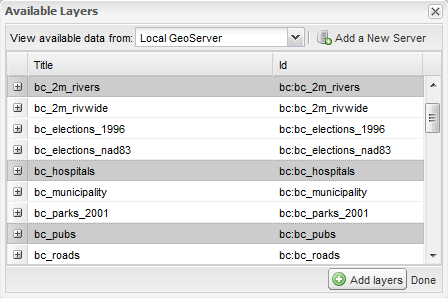 Available Layers
View available data from: Local GeoServer Add a New Server
Title Id
bc_2m_rivers bc:bc_2m_rivers
bc_2m_rivwide bc:bc_2m_rivwide
bc_elections_1996 bc:bc_elections_1996
bc_elections_nad83 bc:bc_elections_nad83
bc_hospitals bc:bc_hospitals
bc_municipality bc:bc_municipality
bc_parks_2001 bc:bc_parks_2001
bc_pubs bc:bc_pubs
bc_roads bc:bc_roads
Add layers Done